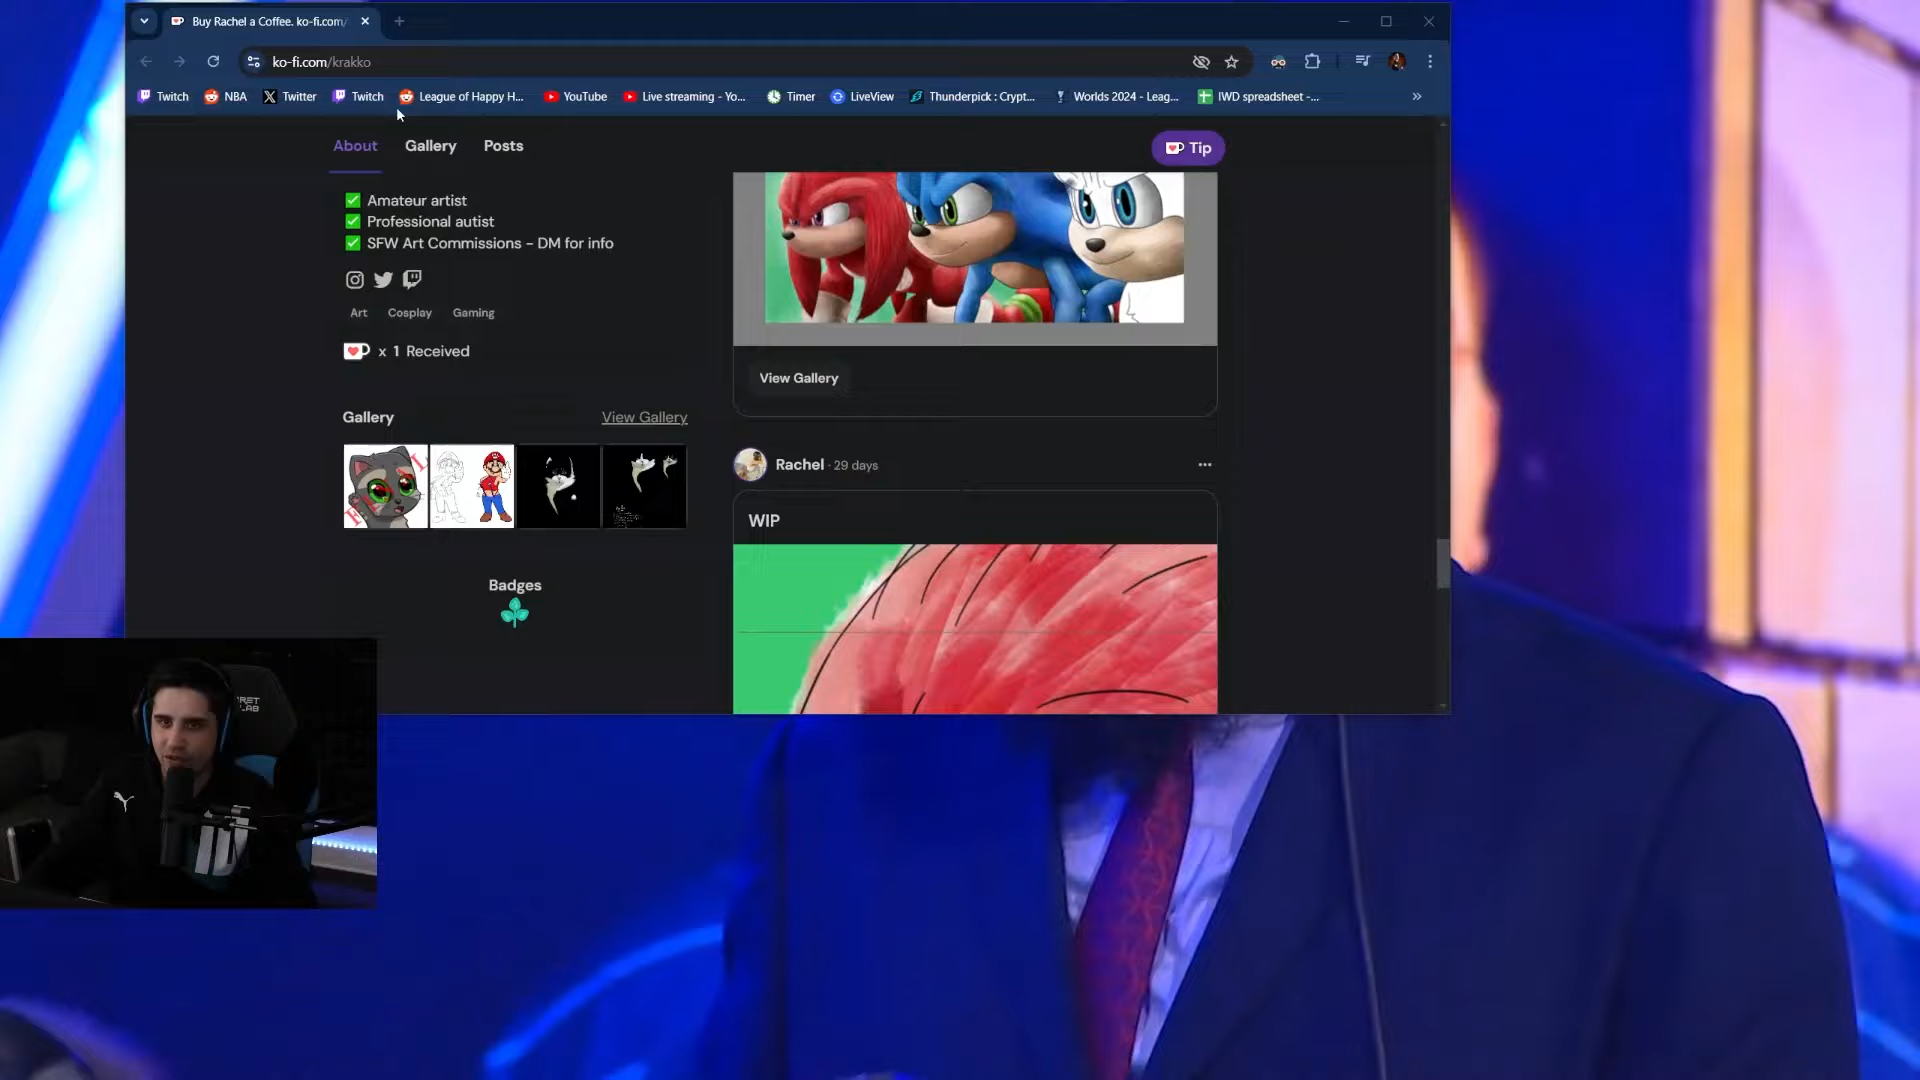 Buy Rachel a Coffee. ko-fi.com/
ko-fi.com/krakko
Twitch
NBA
Twitter
Twitch
League of Happy H...
YouTube
Live streaming - Yo...
Timer
LiveView
Thunderpick : Crypt...
Worlds 2024 - Leag...
IWD spreadsheet -...
About
Gallery
Posts
Tip
Amateur artist
Professional autist
SFW Art Commissions - DM for info
Art
Cosplay
Gaming
x 1 Received
View Gallery
Gallery
View Gallery
Rachel · 29 days
WIP
Badges